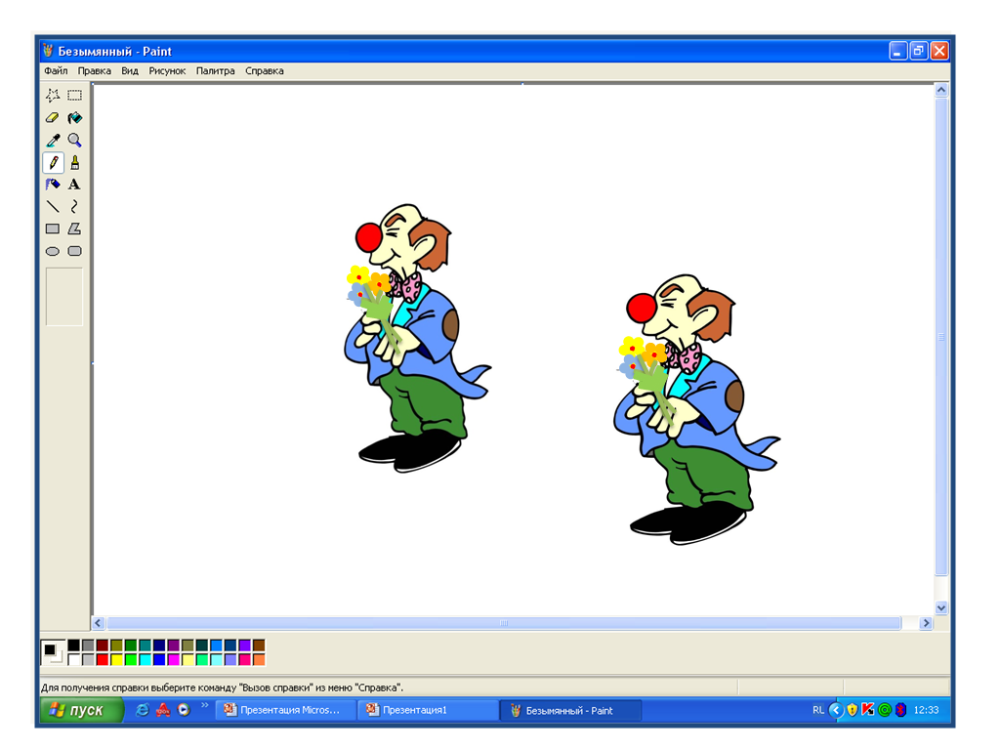 Безымянный - Paint
Файл Правка Вид Рисунок Палитра Справка
A
Для получения справки выберите команду "Вызов справки" из меню "Справка".
пуск
Презентация Micros...
Презентация1
Безымянный - Paint
RL
12:33